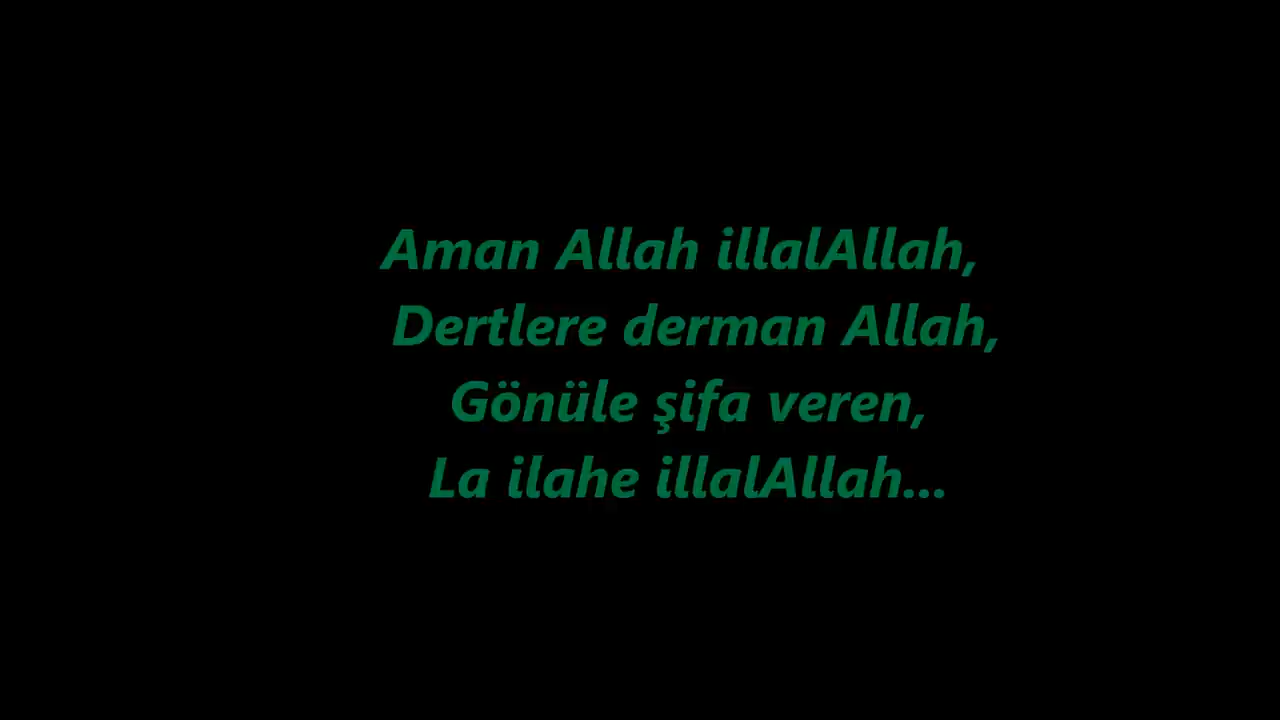 Aman Allah illalAllah,
Dertlere derman Allah,
Gönüle şifa veren,
La ilahe illalAllah...